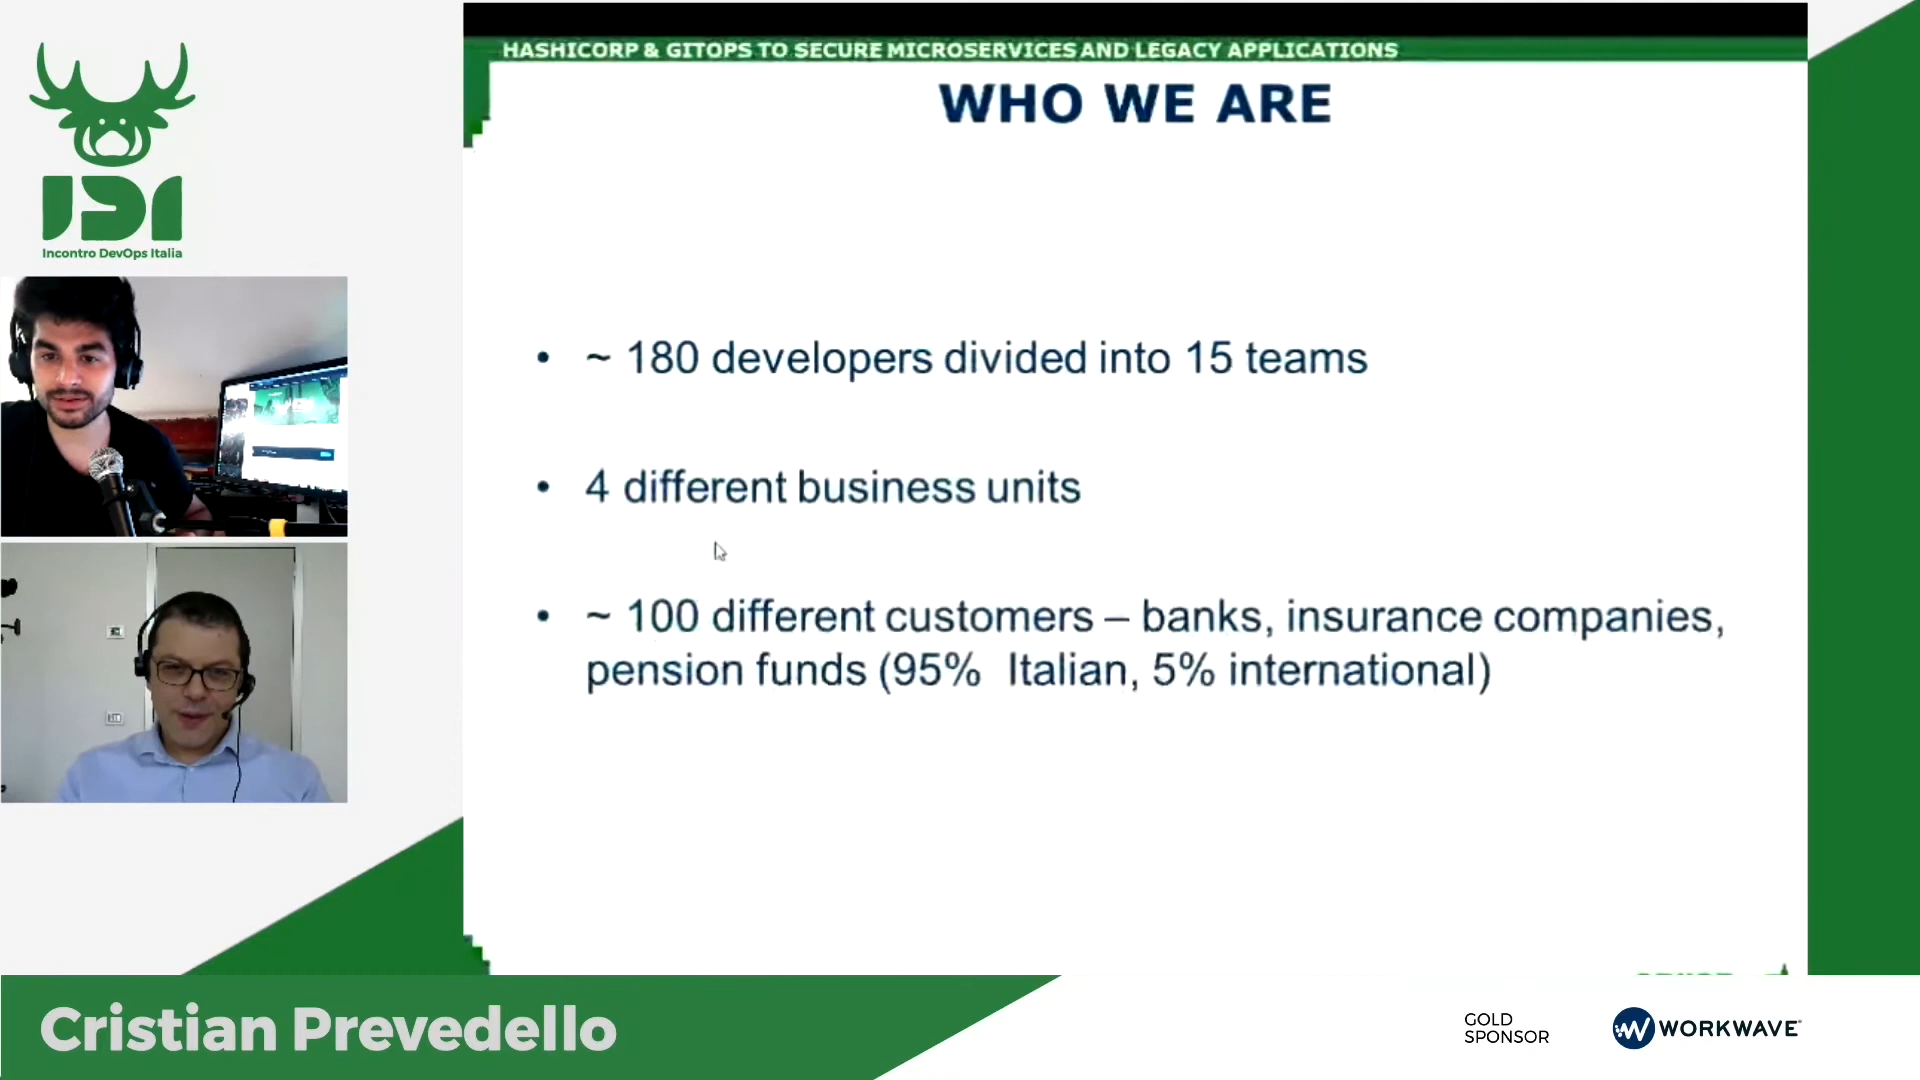 IDI
Incontro DevOps Italia
HASHICORP & GITOPS TO SECURE MICROSERVICES AND LEGACY APPLICATIONS
WHO WE ARE
• ~ 180 developers divided into 15 teams
• 4 different business units
• ~ 100 different customers – banks, insurance companies,
pension funds (95% Italian, 5% international)
Cristian Prevedello
GOLD
SPONSOR
WORKWAVE